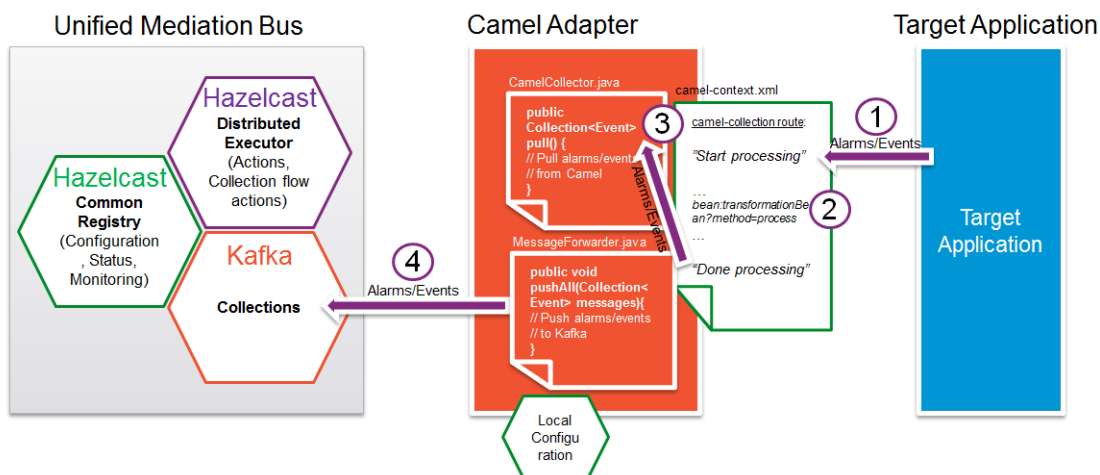 Unified Mediation Bus
Camel Adapter
Target Application
Hazelcast
Distributed
Executor
(Actions,
Collection flow
actions)
Hazelcast
Common
Registry
(Configuration
, Status,
Monitoring)
Kafka
Collections
4
Alarms/Events
CamelCollector.java
public
Collection<Event>
pull() {
// Pull alarms/events
// from Camel
}
3
Alarms/Events
MessageForwarder.java
public void
pushAll(Collection<
Event> messages){
// Push alarms/events
// to Kafka
}
Local
Configu
ration
camel-context.xml
camel-collection route:
"Start processing"
...
bean:transformationBe
an?method=process
...
"Done processing"
2
1
Alarms/Events
Target
Application